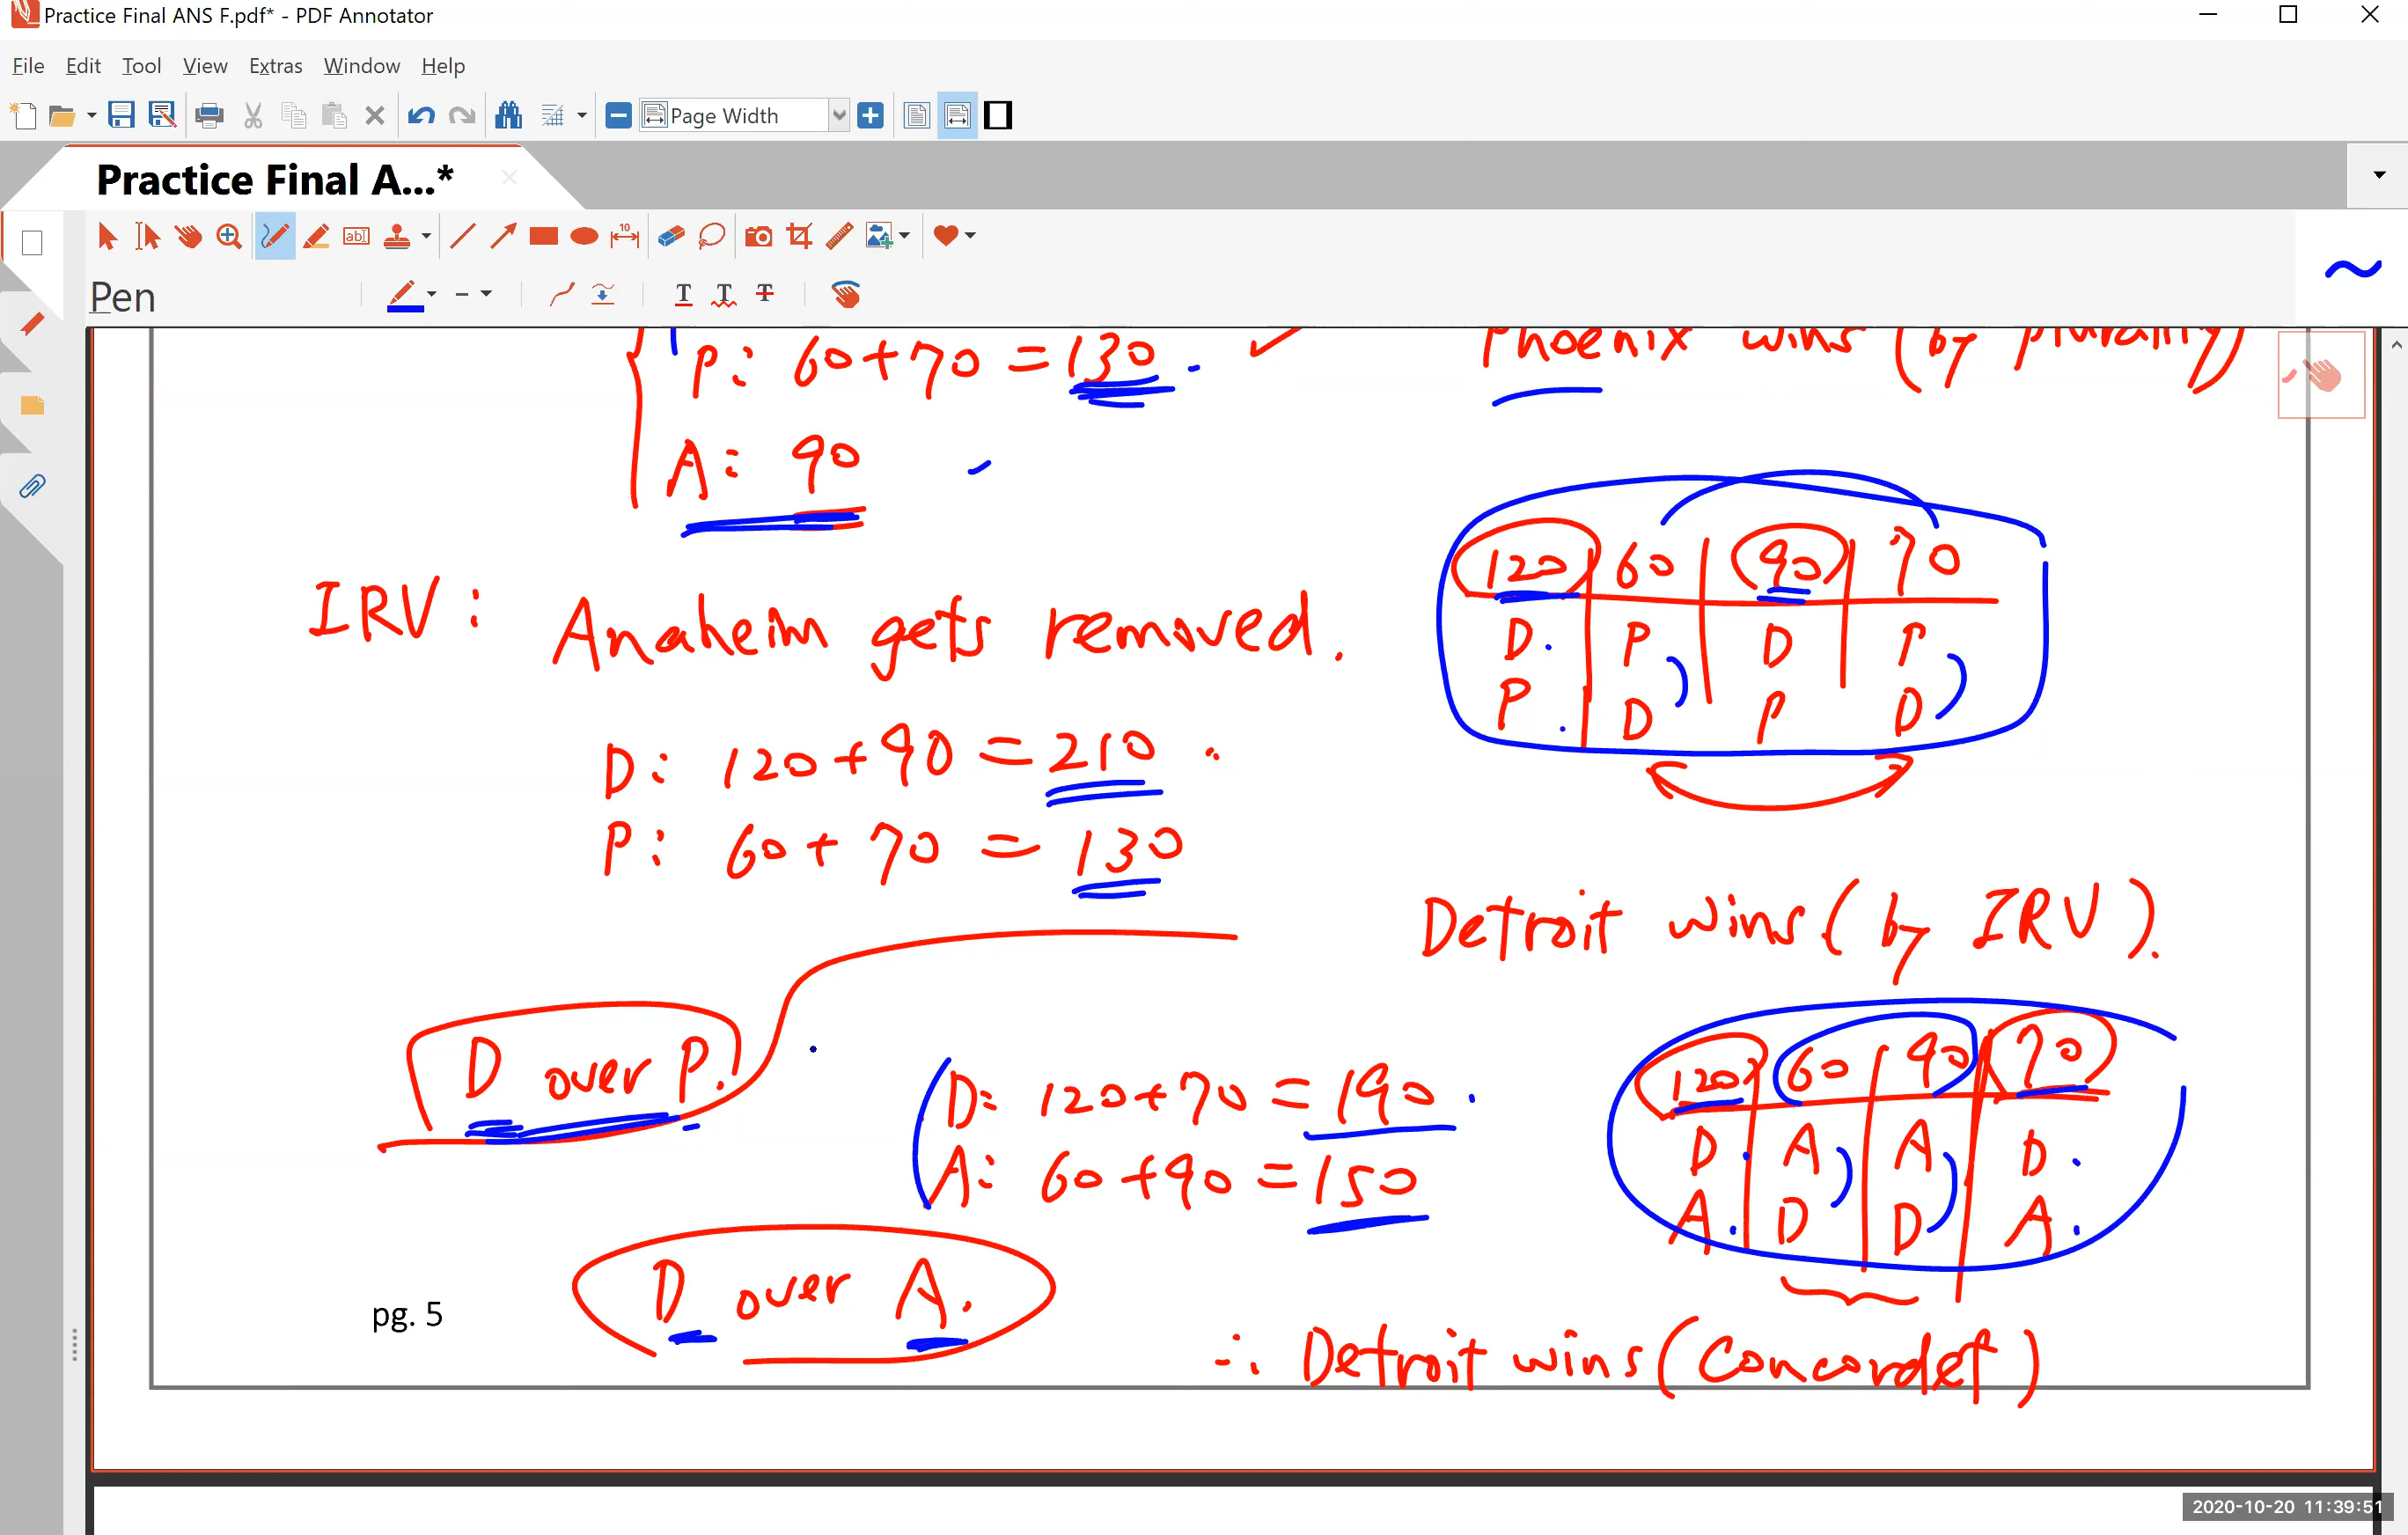 Practice Final ANS F.pdf* - PDF Annotator
File Edit Tool View Extras Window Help
Page Width
Practice Final A...*
Pen
P: 60+70 = 130. ✓ Phoenix wins (by plurality)
A: 90
120 | 60 | 90 | 70
D. | P | D | P
P. | D | P | D
IRV: Anaheim gets removed.
D: 120+90 = 210.
P: 60+70 = 130
Detroit wins (by IRV).
D over P.
120 | 60 | 90 | 70
D | A | A | D
A | D | D | A
D: 120+70 = 190.
A: 60+90 = 150
D over A.
pg. 5
∴ Detroit wins (Concordet)
2020-10-20 11:39:51